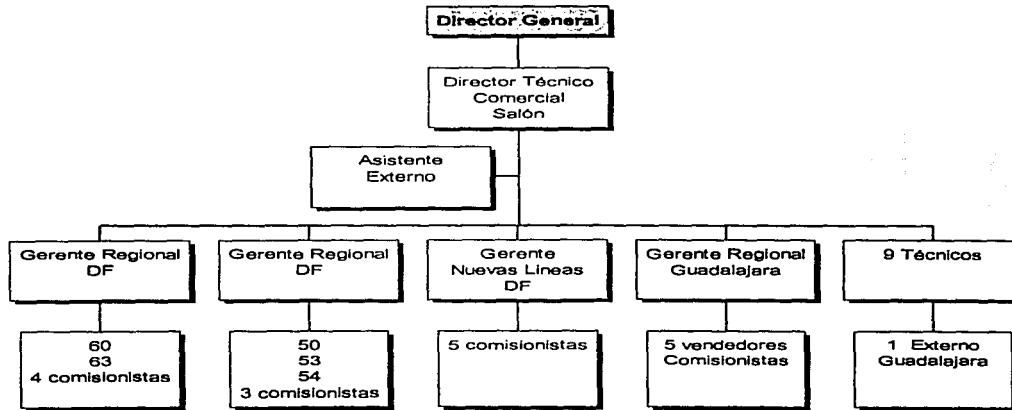 Director General
Director Técnico
Comercial
Salón
Asistente
Externo
Gerente Regional
DF
Gerente Regional
DF
Gerente
Nuevas Líneas
DF
Gerente Regional
Guadalajara
9 Técnicos
60
63
4 comisionistas
50
53
54
3 comisionistas
5 comisionistas
5 vendedores
Comisionistas
1 Externo
Guadalajara